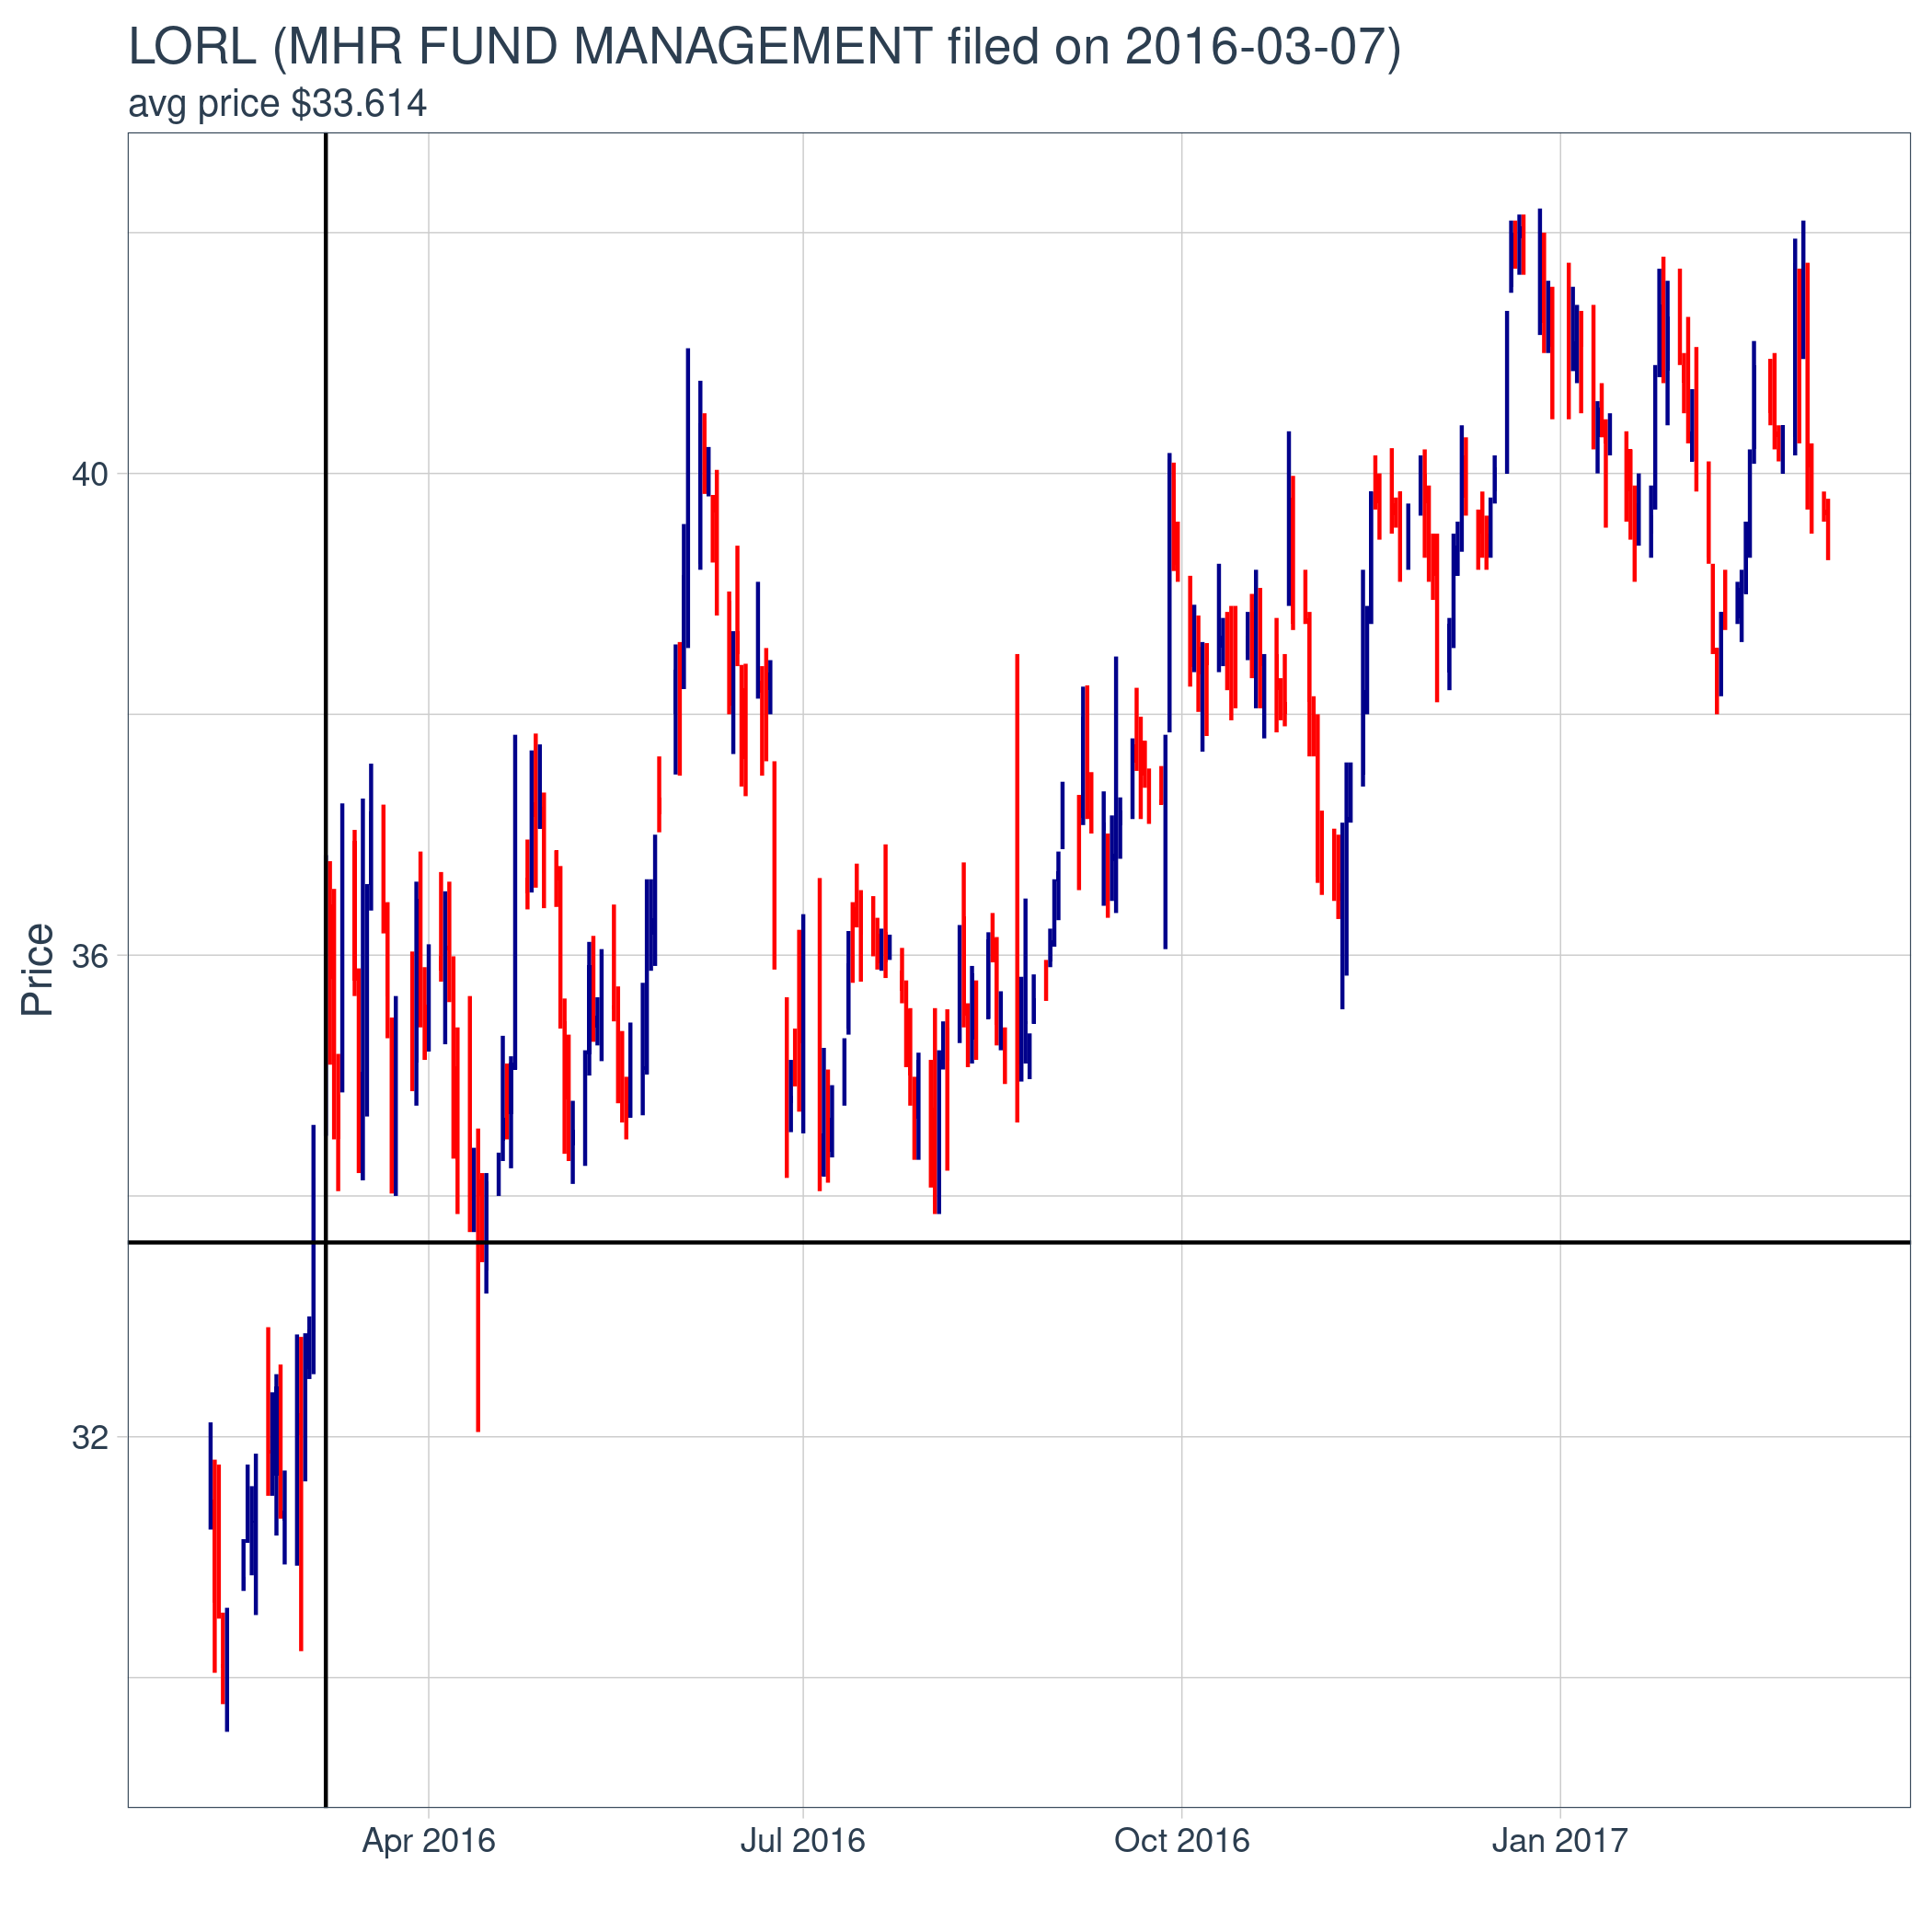 LORL (MHR FUND MANAGEMENT filed on 2016-03-07)
avg price $33.614
40
36
32
Price
Apr 2016
Jul 2016
Oct 2016
Jan 2017